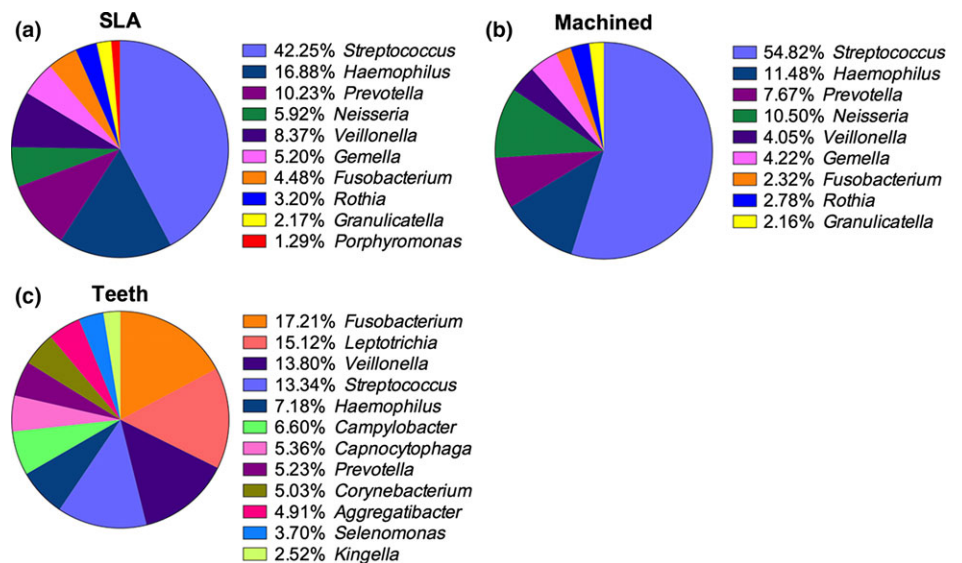 (a)
SLA
42.25% Streptococcus
16.88% Haemophilus
10.23% Prevotella
5.92% Neisseria
8.37% Veillonella
5.20% Gemella
4.48% Fusobacterium
3.20% Rothia
2.17% Granulicatella
1.29% Porphyromonas
(b)
Machined
54.82% Streptococcus
11.48% Haemophilus
7.67% Prevotella
10.50% Neisseria
4.05% Veillonella
4.22% Gemella
2.32% Fusobacterium
2.78% Rothia
2.16% Granulicatella
(c)
Teeth
17.21% Fusobacterium
15.12% Leptotrichia
13.80% Veillonella
13.34% Streptococcus
7.18% Haemophilus
6.60% Campylobacter
5.36% Capnocytophaga
5.23% Prevotella
5.03% Corynebacterium
4.91% Aggregatibacter
3.70% Selenomonas
2.52% Kingella